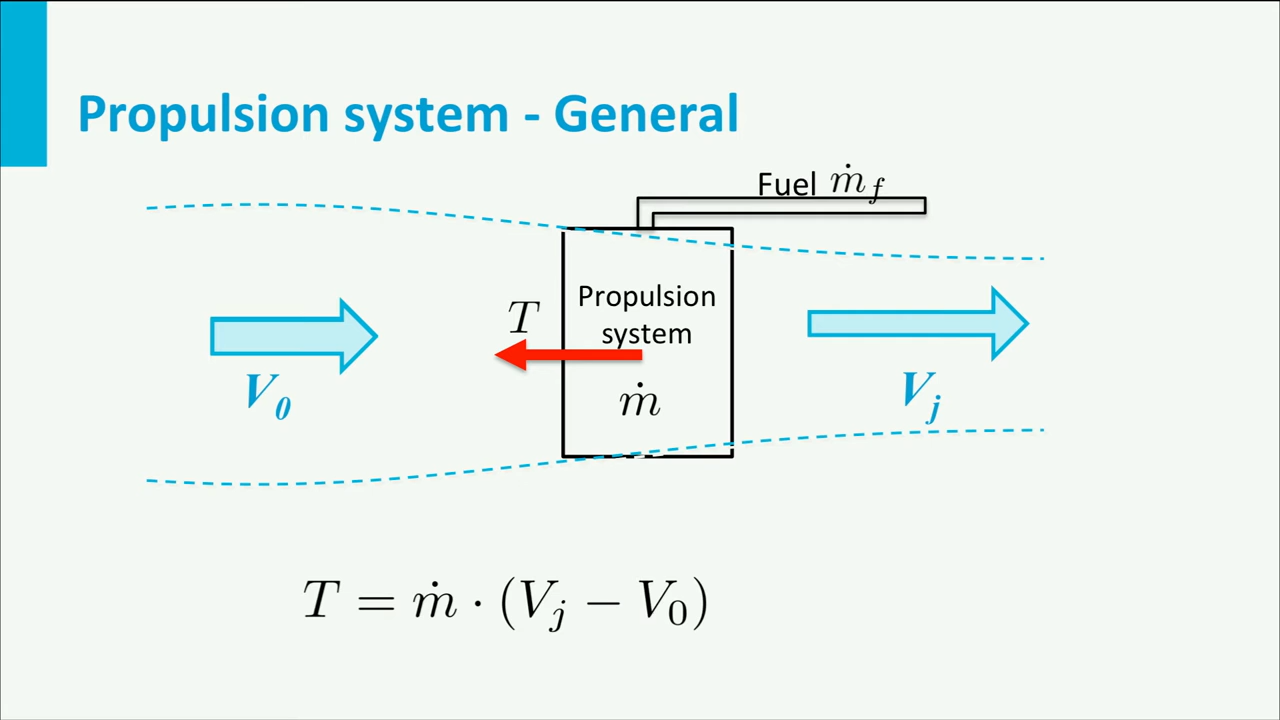 Propulsion system - General
Fuel ṁ_f
T
Propulsion
system
ṁ
V_0
V_j
T = ṁ · (V_j − V_0)